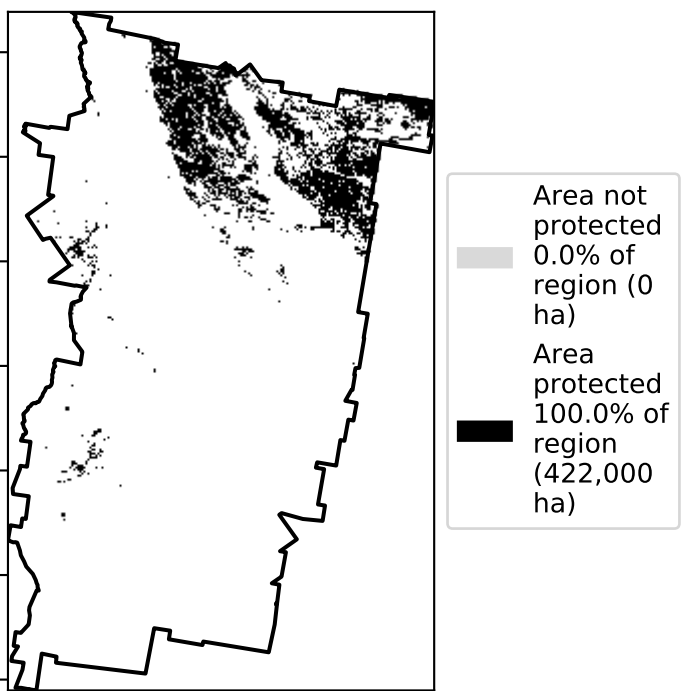 Area not
protected
0.0% of
region (0
ha)
Area
protected
100.0% of
region
(422,000
ha)